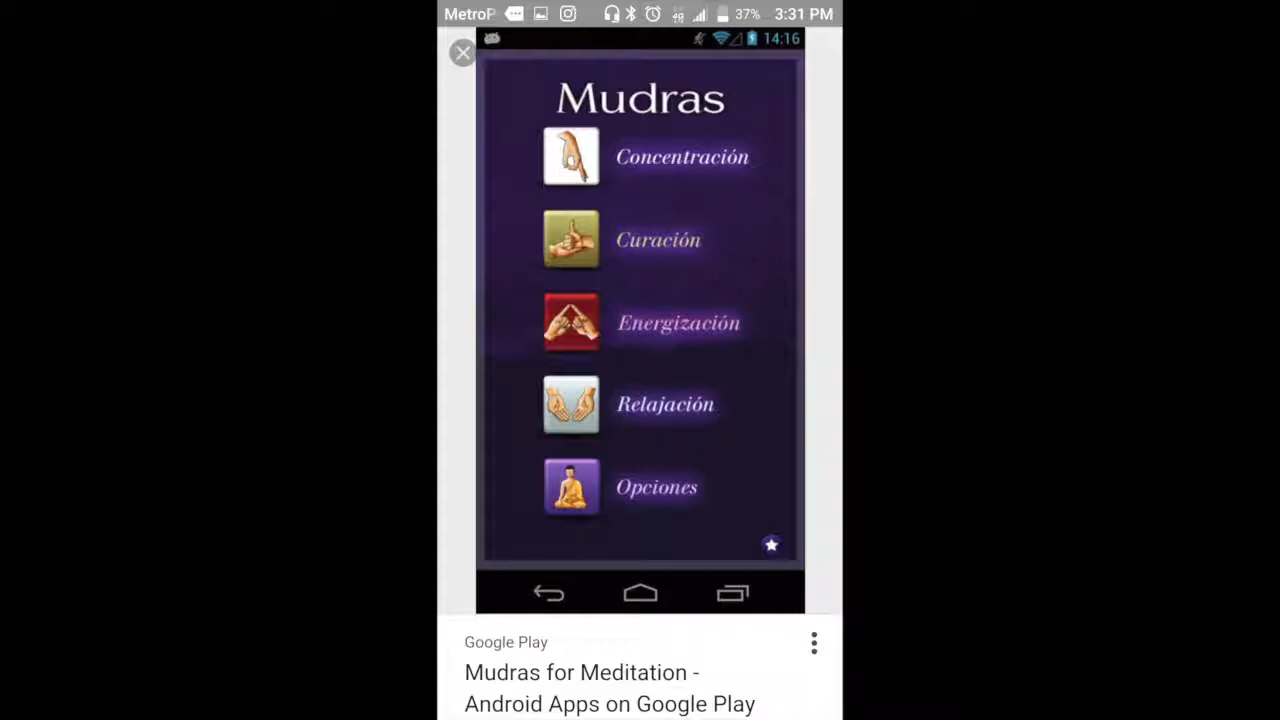 MetroP
37% 3:31 PM
14:16
Mudras
Concentración
Curación
Energización
Relajación
Opciones
Google Play
Mudras for Meditation -
Android Apps on Google Play